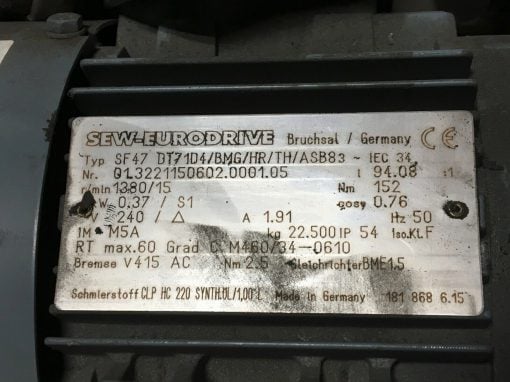 SEW-EURODRIVE Bruchsal / Germany CE
Typ SF47 DT71D4/BMG/HR/TH/ASB83 ~ IEC 34
Nr. 01.3221150602.0001.05 i 94.08 :1
r/min 1380/15 Nm 152
kW 0.37 / S1 cosφ 0.76
V 240 / △ A 1.91 Hz 50
IM M5A kg 22.500 IP 54 Iso.Kl.F
RT max.60 Grad C M460/34-0610
Bremse V415 AC Nm 2.5 Gleichrichter BME1.5
Schmierstoff CLP HC 220 SYNTH.ÖL/1,00 L Made in Germany 181 868 6.15